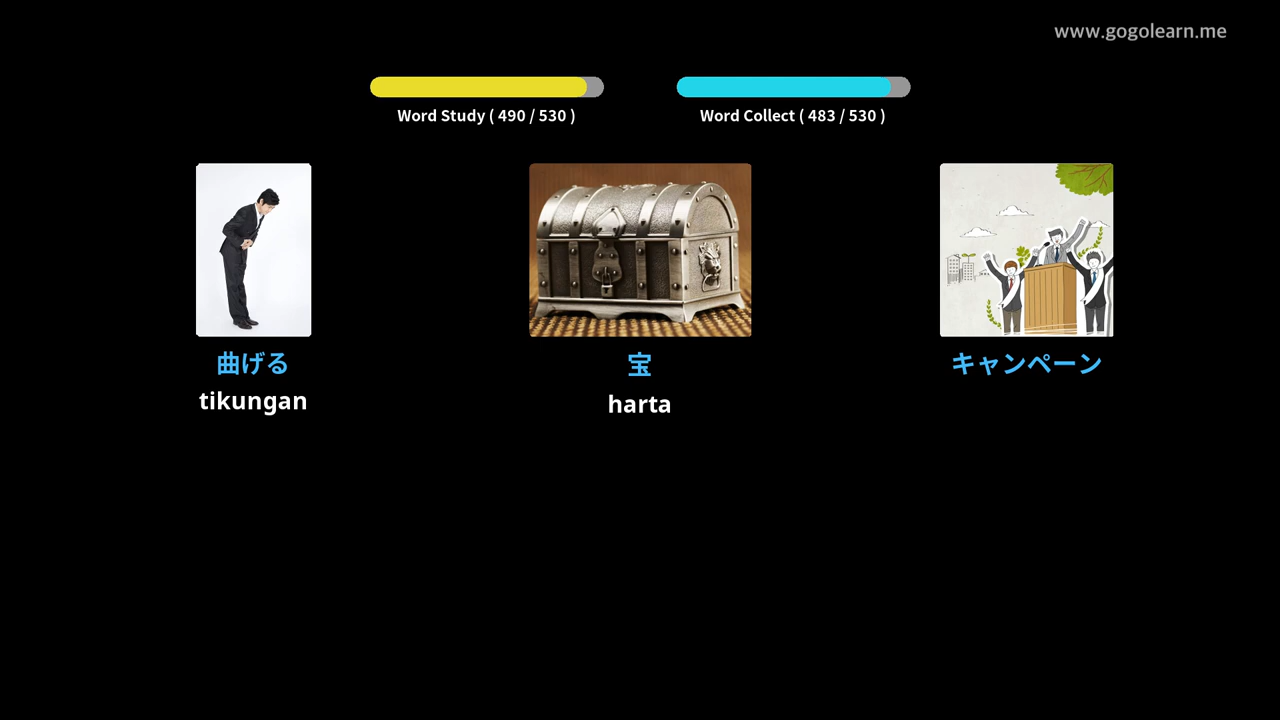 www.gogolearn.me
Word Study ( 490 / 530 )
Word Collect ( 483 / 530 )
曲げる
tikungan
宝
harta
キャンペーン